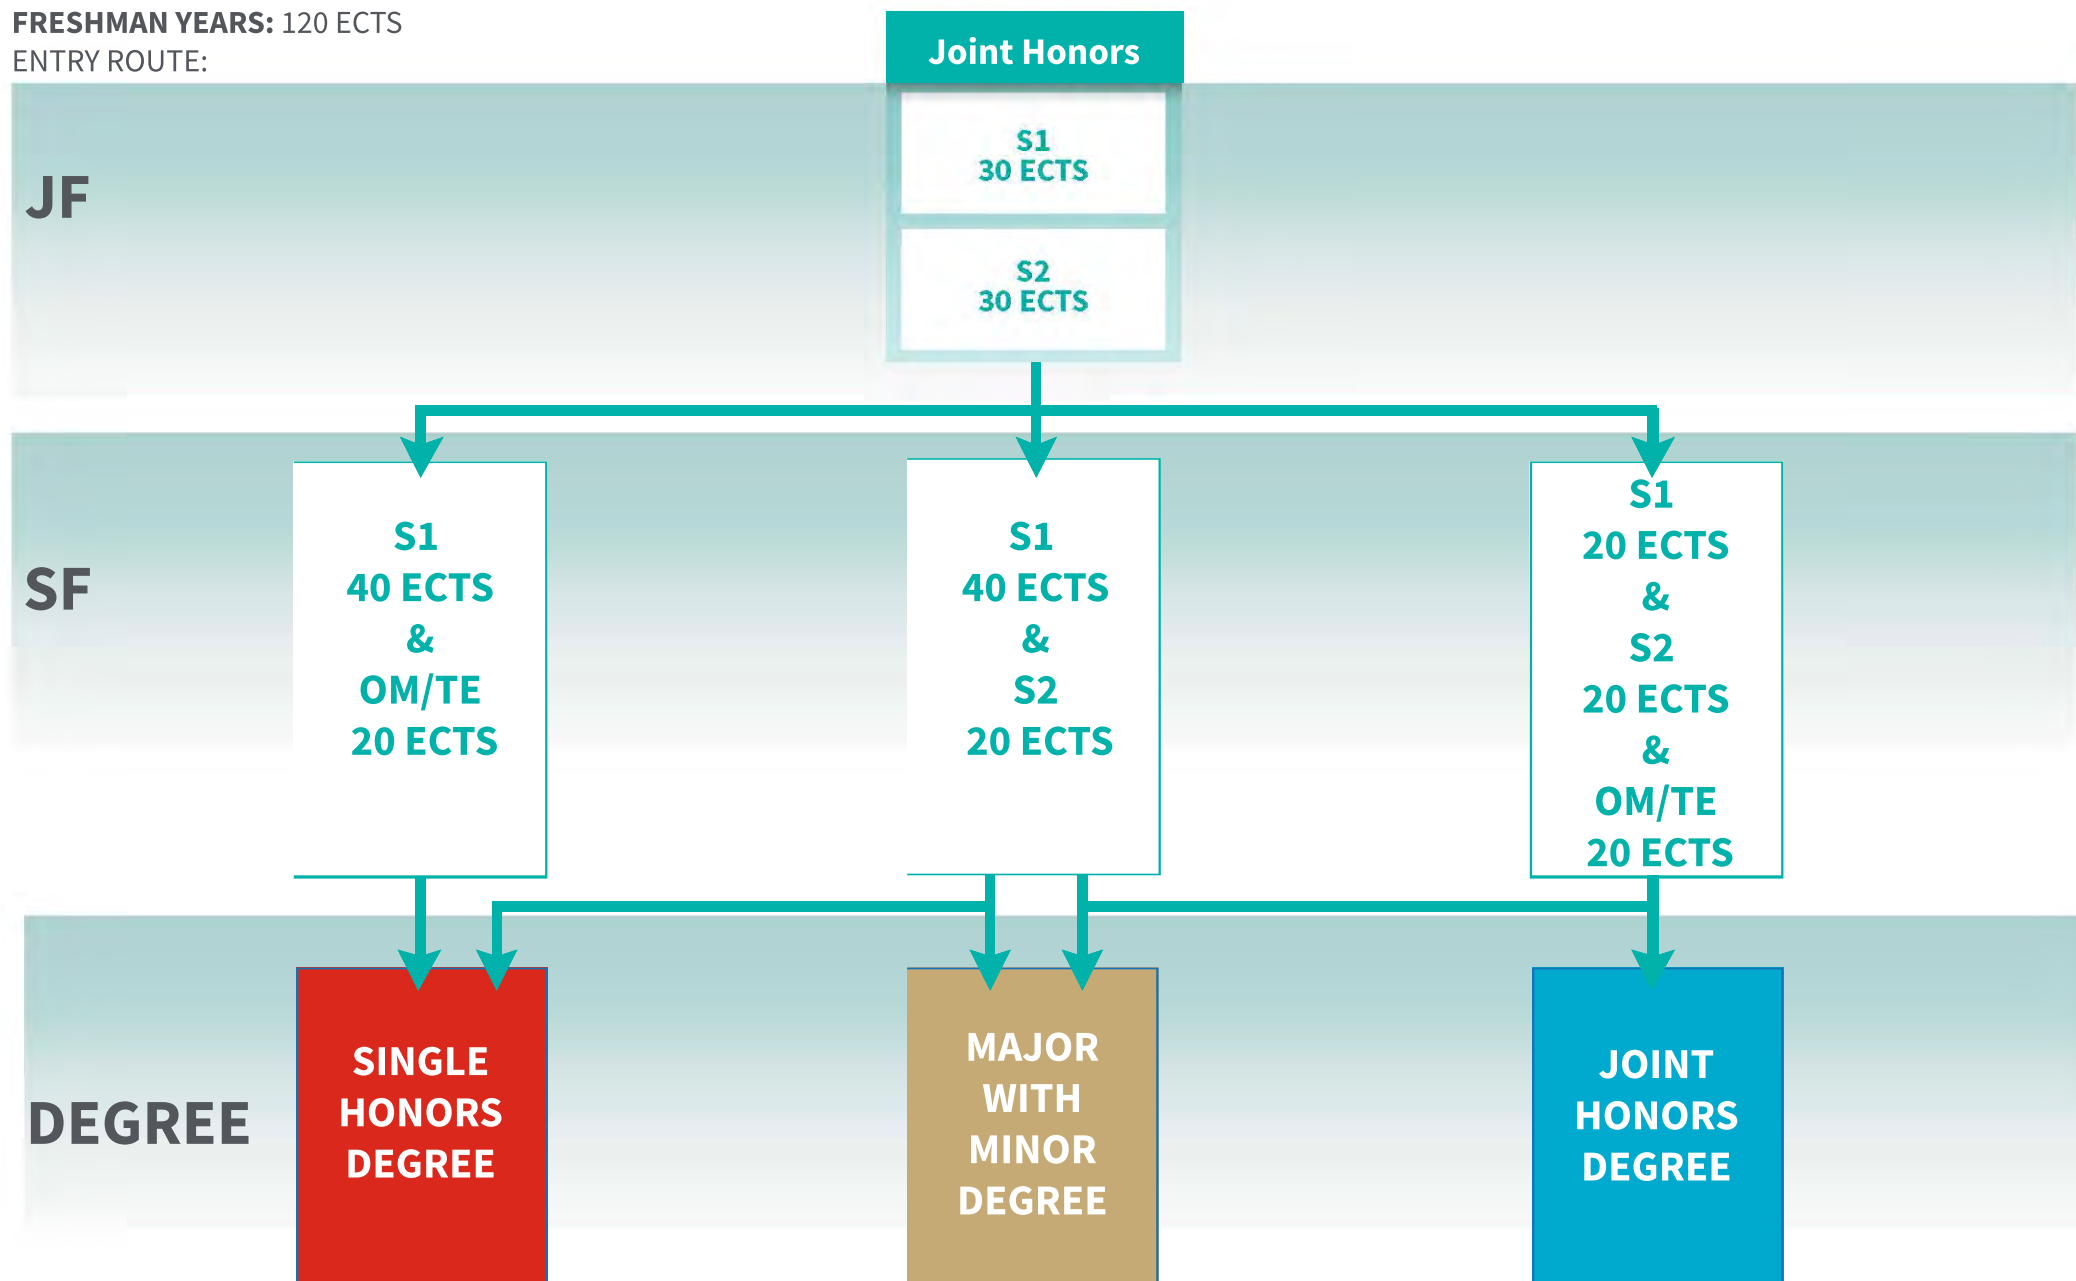 FRESHMAN YEARS: 120 ECTS
ENTRY ROUTE:
Joint Honors
JF
S1
30 ECTS
S2
30 ECTS
SF
S1
40 ECTS
&
OM/TE
20 ECTS
S1
40 ECTS
&
S2
20 ECTS
S1
20 ECTS
&
S2
20 ECTS
&
OM/TE
20 ECTS
DEGREE
SINGLE
HONORS
DEGREE
MAJOR
WITH
MINOR
DEGREE
JOINT
HONORS
DEGREE